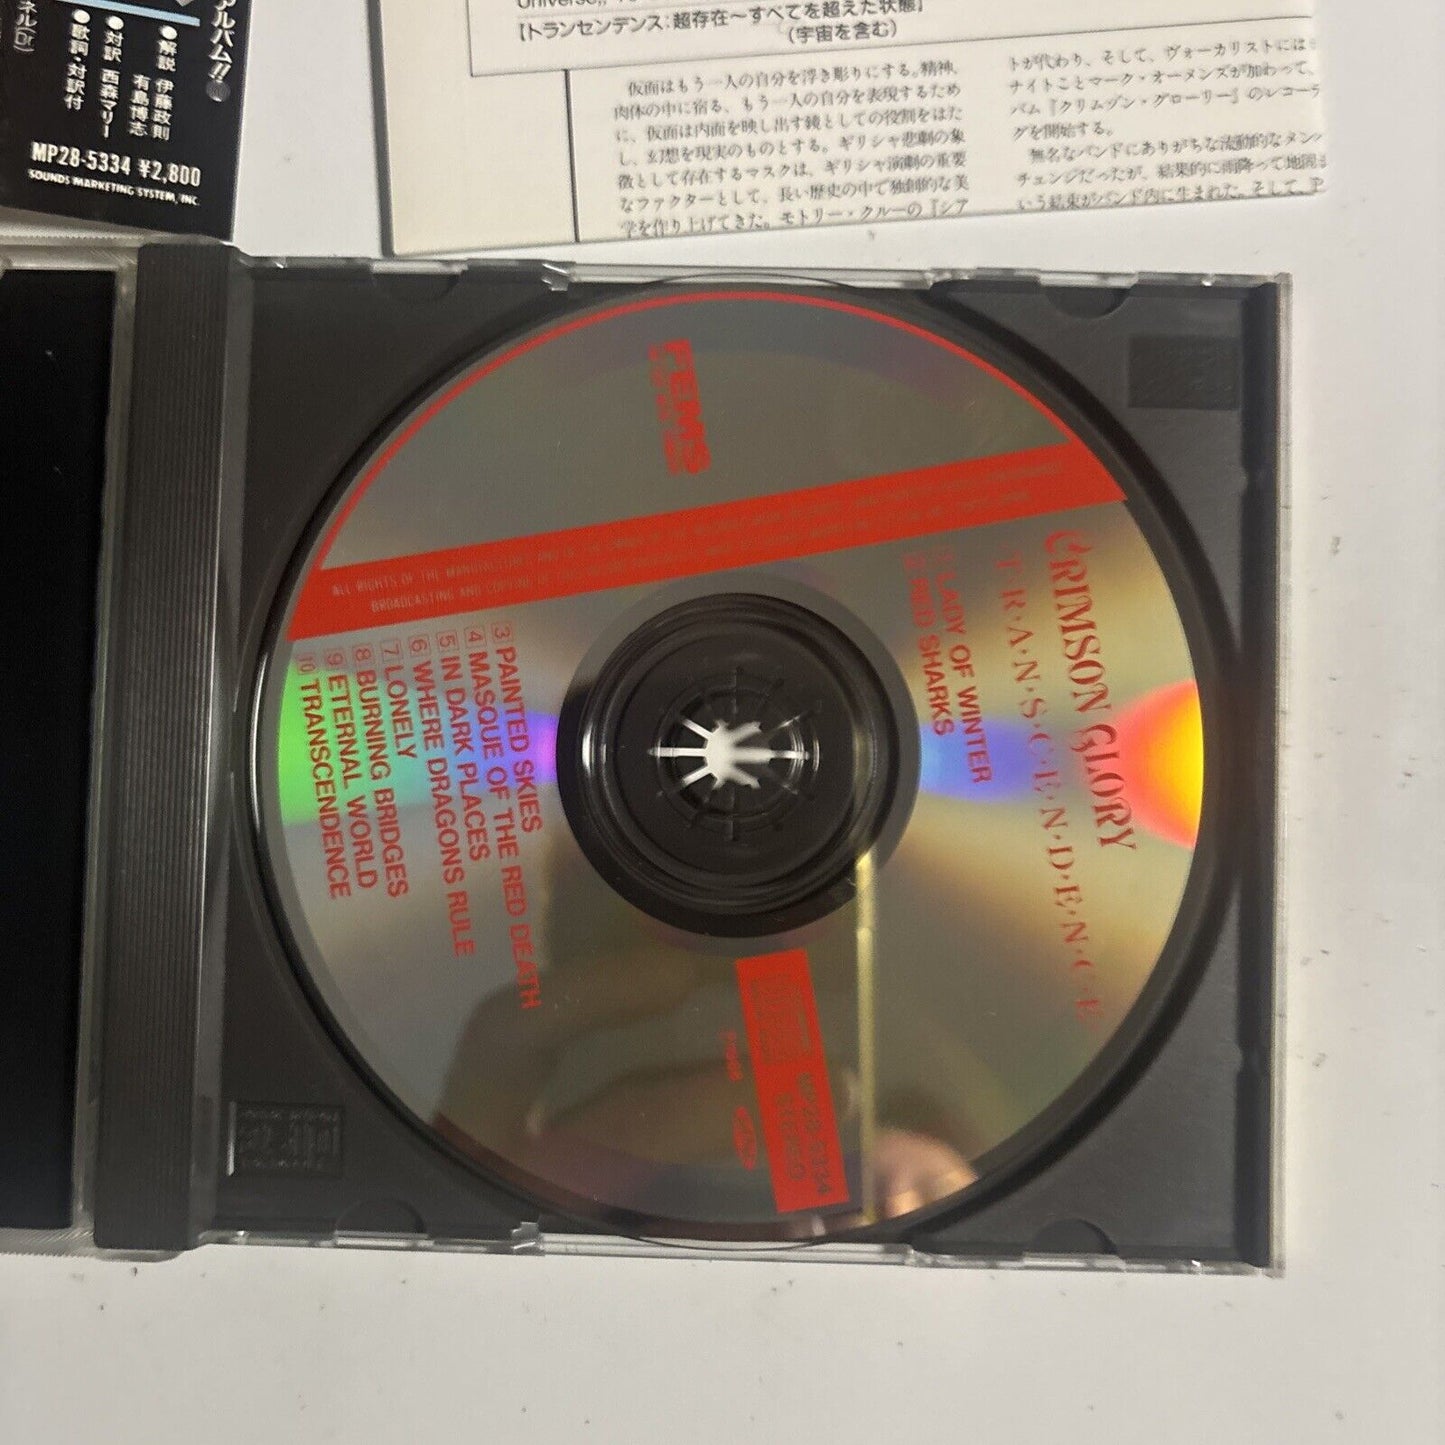 アルバム!!
●解説 伊藤政則
有島博志
●対訳 西森マリー
●歌詞・対訳付
MP28-5334 ¥2,800
SOUNDS MARKETING SYSTEM, INC.
【トランセンデンス:超存在〜すべてを超えた状態】
(宇宙を含む)
仮面はもう一人の自分を浮き彫りにする。精神、
肉体の中に宿る、もう一人の自分を表現するため
に、仮面は内面を映し出す鏡としての役割をはた
し、幻想を現実のものとする。ギリシャ悲劇の象
徴として存在するマスクは、ギリシャ演劇の重要
なファクターとして、長い歴史の中で独創的な美
学を作り上げてきた。モトリー・クルーの『シア
トが代わり、そして、ヴォーカリストには
ナイトことマーク・オーメンズが加わって、
バム『クリムゾン・グローリー』のレコー
グを開始する。
無名なバンドにありがちな流動的なメン
チェンジだったが、結果的に雨降って地固
いう結束がバンド内に生まれた。そして、
FEMS
ALL RIGHTS OF THE MANUFACTURER AND OF THE OWNER OF THE
BROADCASTING AND COPYING OF THIS
CRIMSON GLORY
T·R·A·N·S·C·E·N·D·E·N·C·E
1 LADY OF WINTER
2 RED SHARKS
3 PAINTED SKIES
4 MASQUE OF THE RED DEATH
5 IN DARK PLACES
6 WHERE DRAGONS RULE
7 LONELY
8 BURNING BRIDGES
9 ETERNAL WORLD
10 TRANSCENDENCE
MP28-5334
STEREO